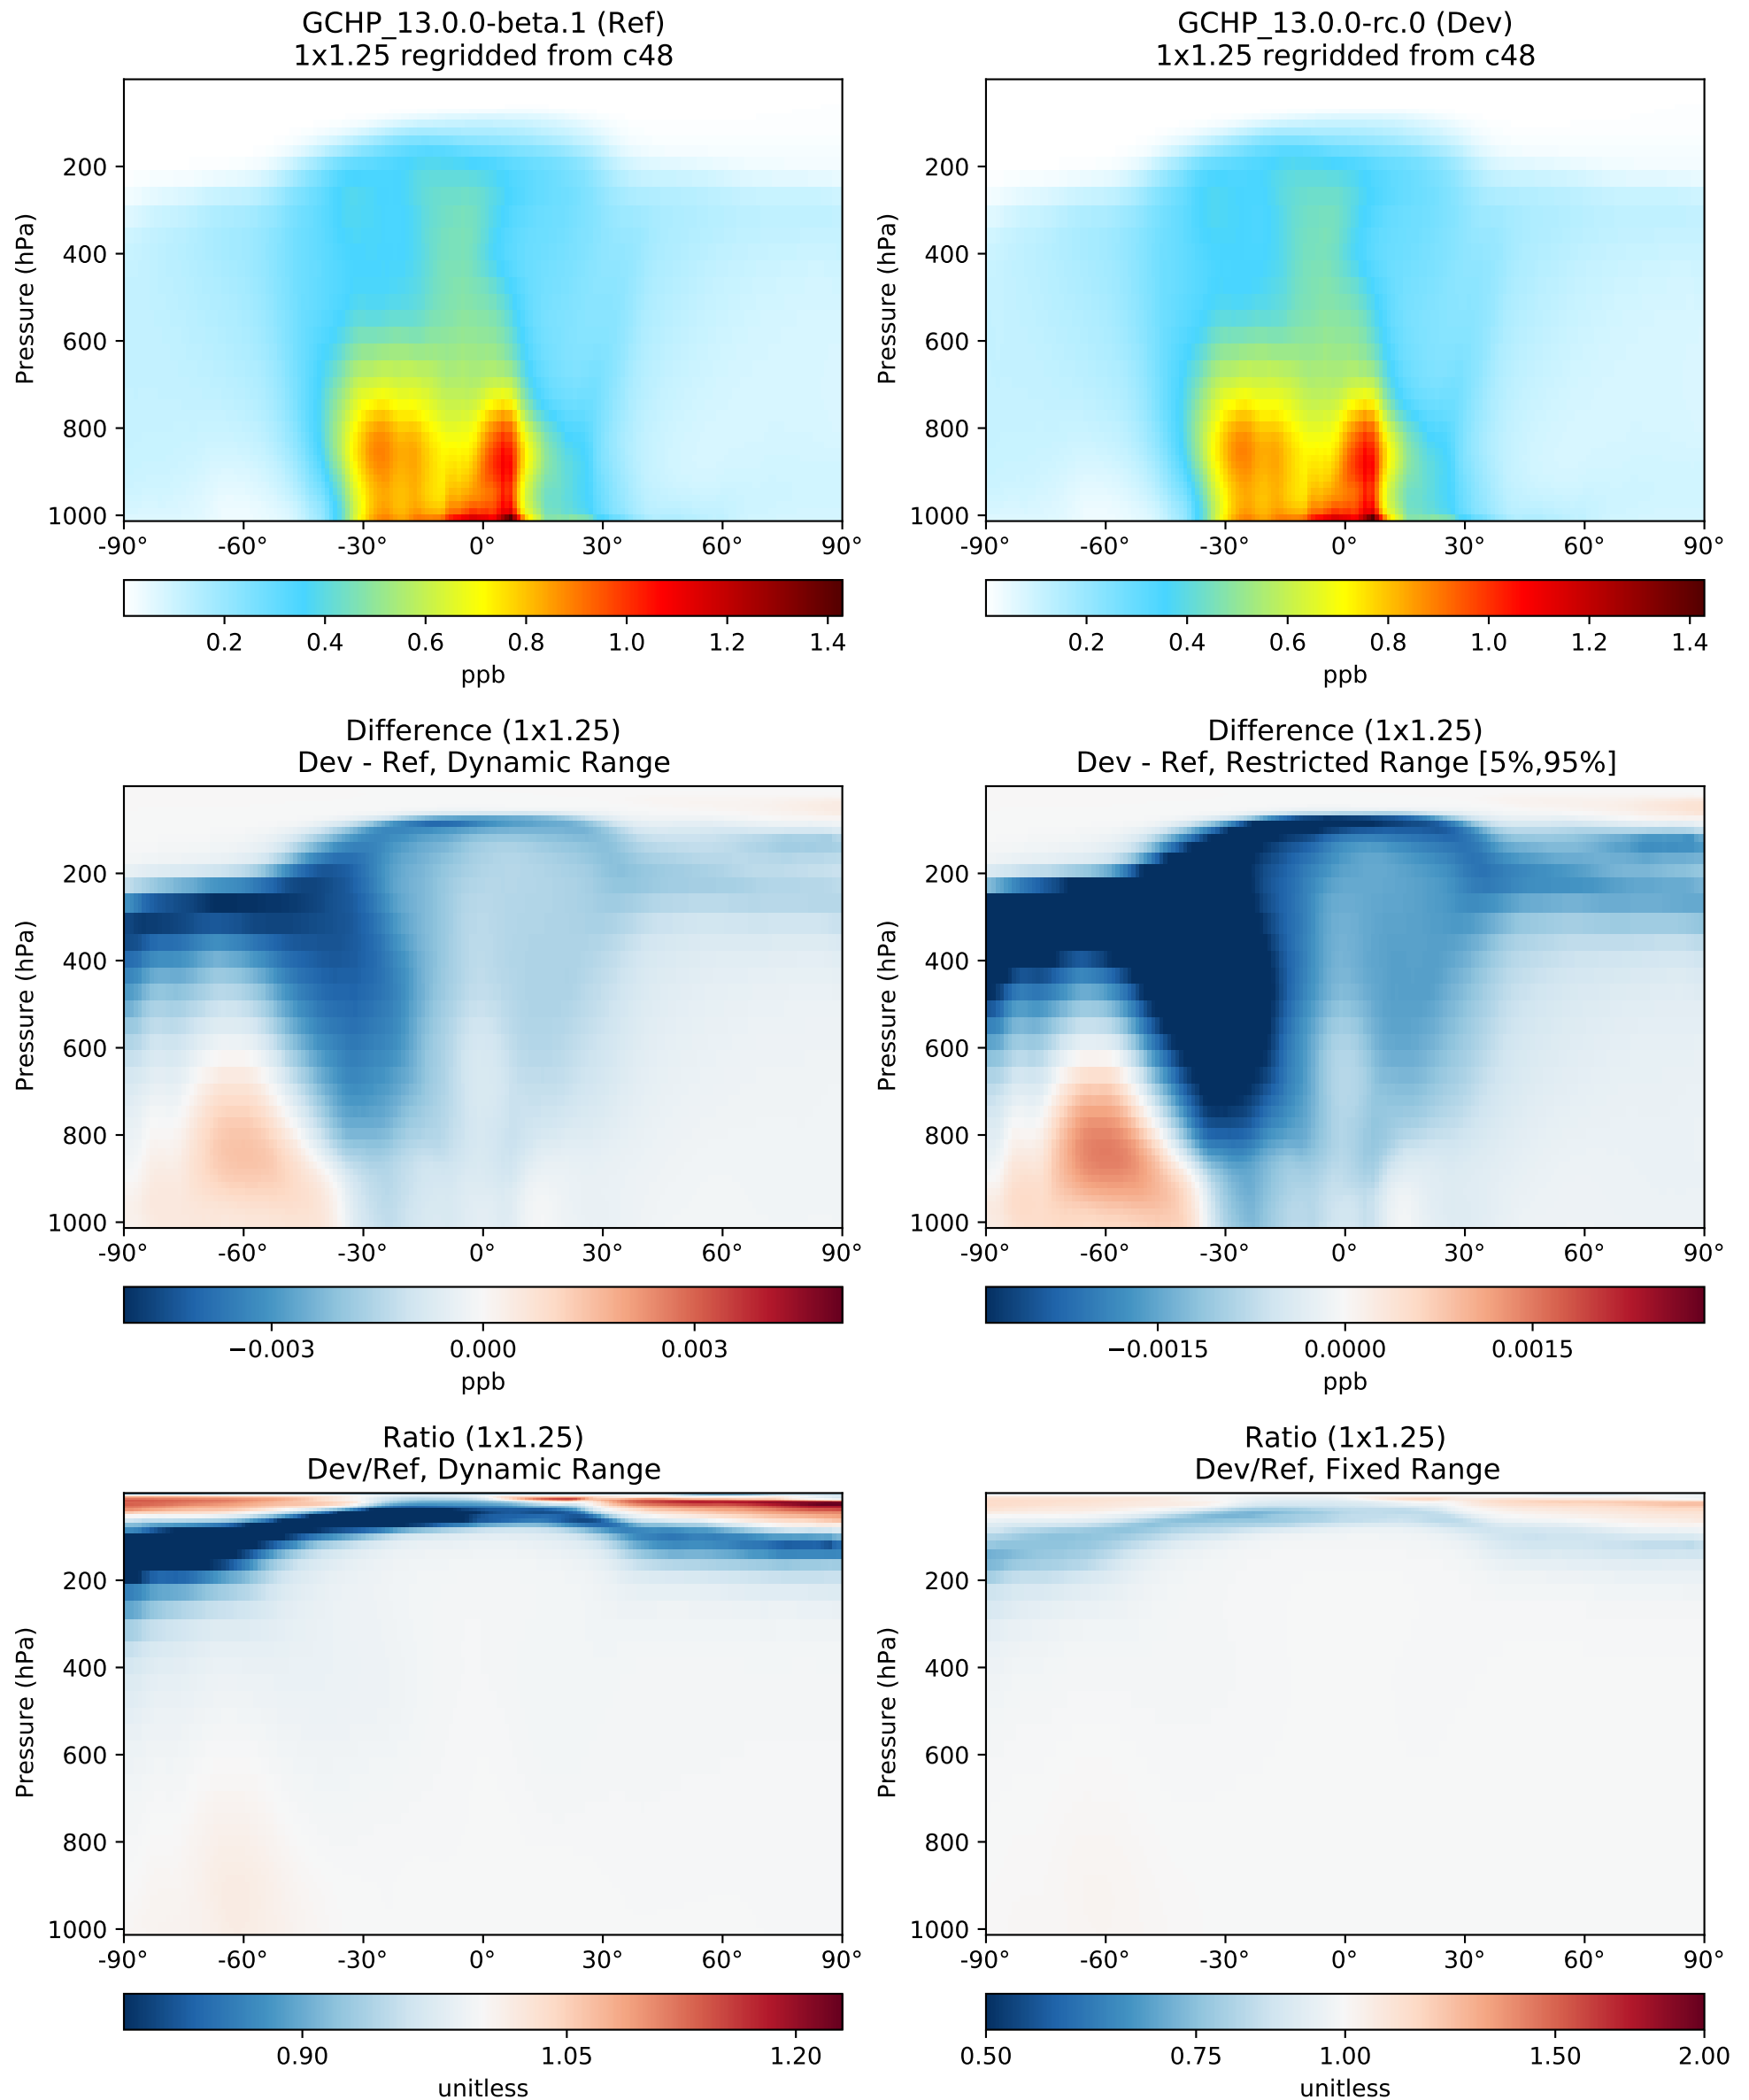 GCHP_13.0.0-beta.1 (Ref)
1x1.25 regridded from c48
Pressure (hPa)
200
400
600
800
1000
-90° -60° -30° 0° 30° 60° 90°
0.2 0.4 0.6 0.8 1.0 1.2 1.4
ppb
GCHP_13.0.0-rc.0 (Dev)
1x1.25 regridded from c48
Pressure (hPa)
200
400
600
800
1000
-90° -60° -30° 0° 30° 60° 90°
0.2 0.4 0.6 0.8 1.0 1.2 1.4
ppb
Difference (1x1.25)
Dev - Ref, Dynamic Range
Pressure (hPa)
200
400
600
800
1000
-90° -60° -30° 0° 30° 60° 90°
−0.003 0.000 0.003
ppb
Difference (1x1.25)
Dev - Ref, Restricted Range [5%,95%]
Pressure (hPa)
200
400
600
800
1000
-90° -60° -30° 0° 30° 60° 90°
−0.0015 0.0000 0.0015
ppb
Ratio (1x1.25)
Dev/Ref, Dynamic Range
Pressure (hPa)
200
400
600
800
1000
-90° -60° -30° 0° 30° 60° 90°
0.90 1.05 1.20
unitless
Ratio (1x1.25)
Dev/Ref, Fixed Range
Pressure (hPa)
200
400
600
800
1000
-90° -60° -30° 0° 30° 60° 90°
0.50 0.75 1.00 1.50 2.00
unitless